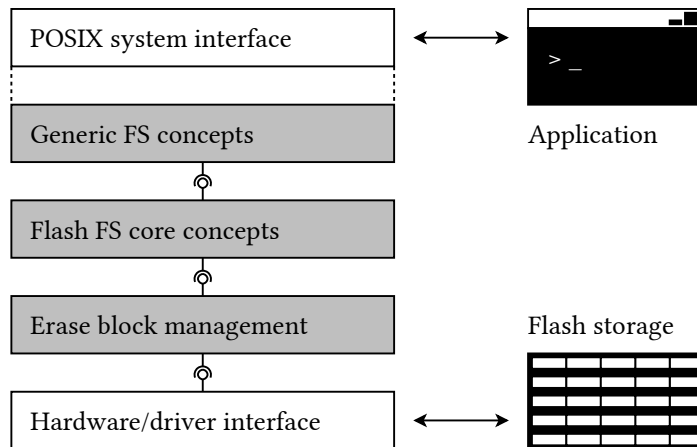 POSIX system interface
> _
Generic FS concepts
Application
Flash FS core concepts
Erase block management
Flash storage
Hardware/driver interface